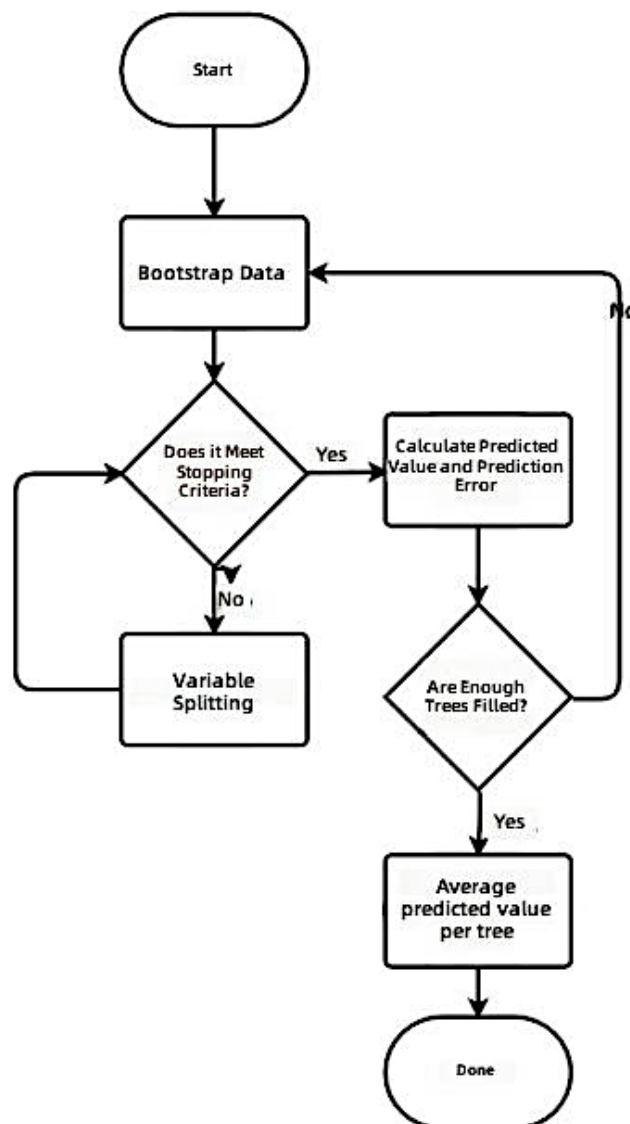 Start
Bootstrap Data
Does it Meet
Stopping
Criteria?
Yes
Calculate Predicted
Value and Prediction
Error
No
No
Variable
Splitting
Are Enough
Trees Filled?
Yes
Average
predicted value
per tree
Done